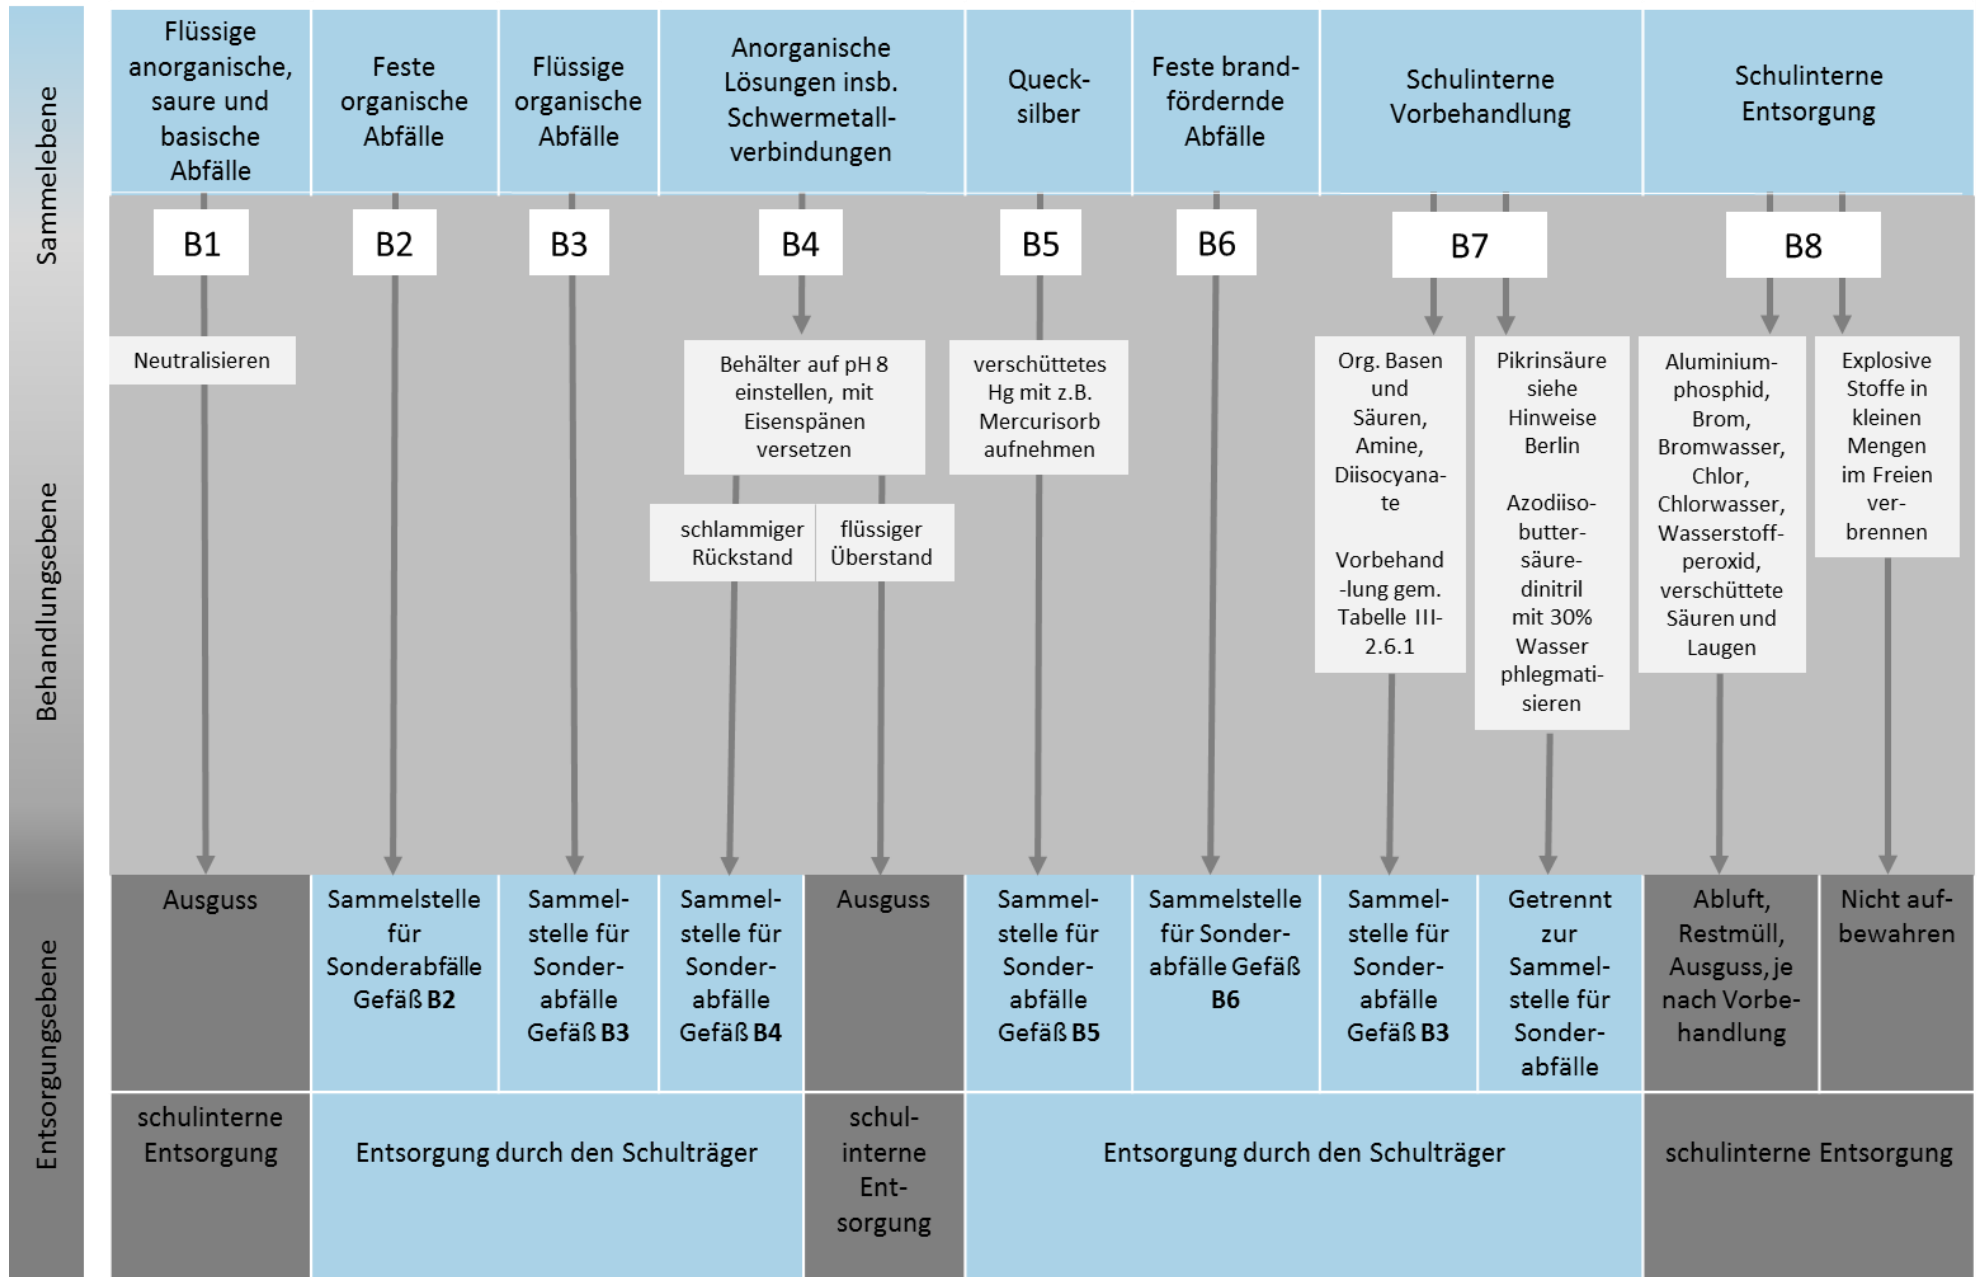 Sammelebene
Behandlungsebene
Entsorgungsebene
Flüssige
anorganische,
saure und
basische
Abfälle
Feste
organische
Abfälle
Flüssige
organische
Abfälle
Anorganische
Lösungen insb.
Schwermetall-
verbindungen
Queck-
silber
Feste brand-
fördernde
Abfälle
Schulinterne
Vorbehandlung
Schulinterne
Entsorgung
B1
B2
B3
B4
B5
B6
B7
B8
Neutralisieren
Behälter auf pH 8
einstellen, mit
Eisenspänen
versetzen
schlammiger
Rückstand
flüssiger
Überstand
verschüttetes
Hg mit z.B.
Mercurisorb
aufnehmen
Org. Basen
und
Säuren,
Amine,
Diisocyana-
te
Vorbehand
-lung gem.
Tabelle III-
2.6.1
Pikrinsäure
siehe
Hinweise
Berlin
Azodiiso-
butter-
säure-
dinitril
mit 30%
Wasser
phlegmati-
sieren
Aluminium-
phosphid,
Brom,
Bromwasser,
Chlor,
Chlorwasser,
Wasserstoff-
peroxid,
verschüttete
Säuren und
Laugen
Explosive
Stoffe in
kleinen
Mengen
im Freien
ver-
brennen
Ausguss
Sammelstelle
für
Sonderabfälle
Gefäß B2
Sammel-
stelle für
Sonder-
abfälle
Gefäß B3
Sammel-
stelle für
Sonder-
abfälle
Gefäß B4
Ausguss
Sammel-
stelle für
Sonder-
abfälle
Gefäß B5
Sammelstelle
für Sonder-
abfälle Gefäß
B6
Sammel-
stelle für
Sonder-
abfälle
Gefäß B3
Getrennt
zur
Sammel-
stelle für
Sonder-
abfälle
Abluft,
Restmüll,
Ausguss, je
nach Vorbe-
handlung
Nicht auf-
bewahren
schulinterne
Entsorgung
Entsorgung durch den Schulträger
schul-
interne
Ent-
sorgung
Entsorgung durch den Schulträger
schulinterne Entsorgung